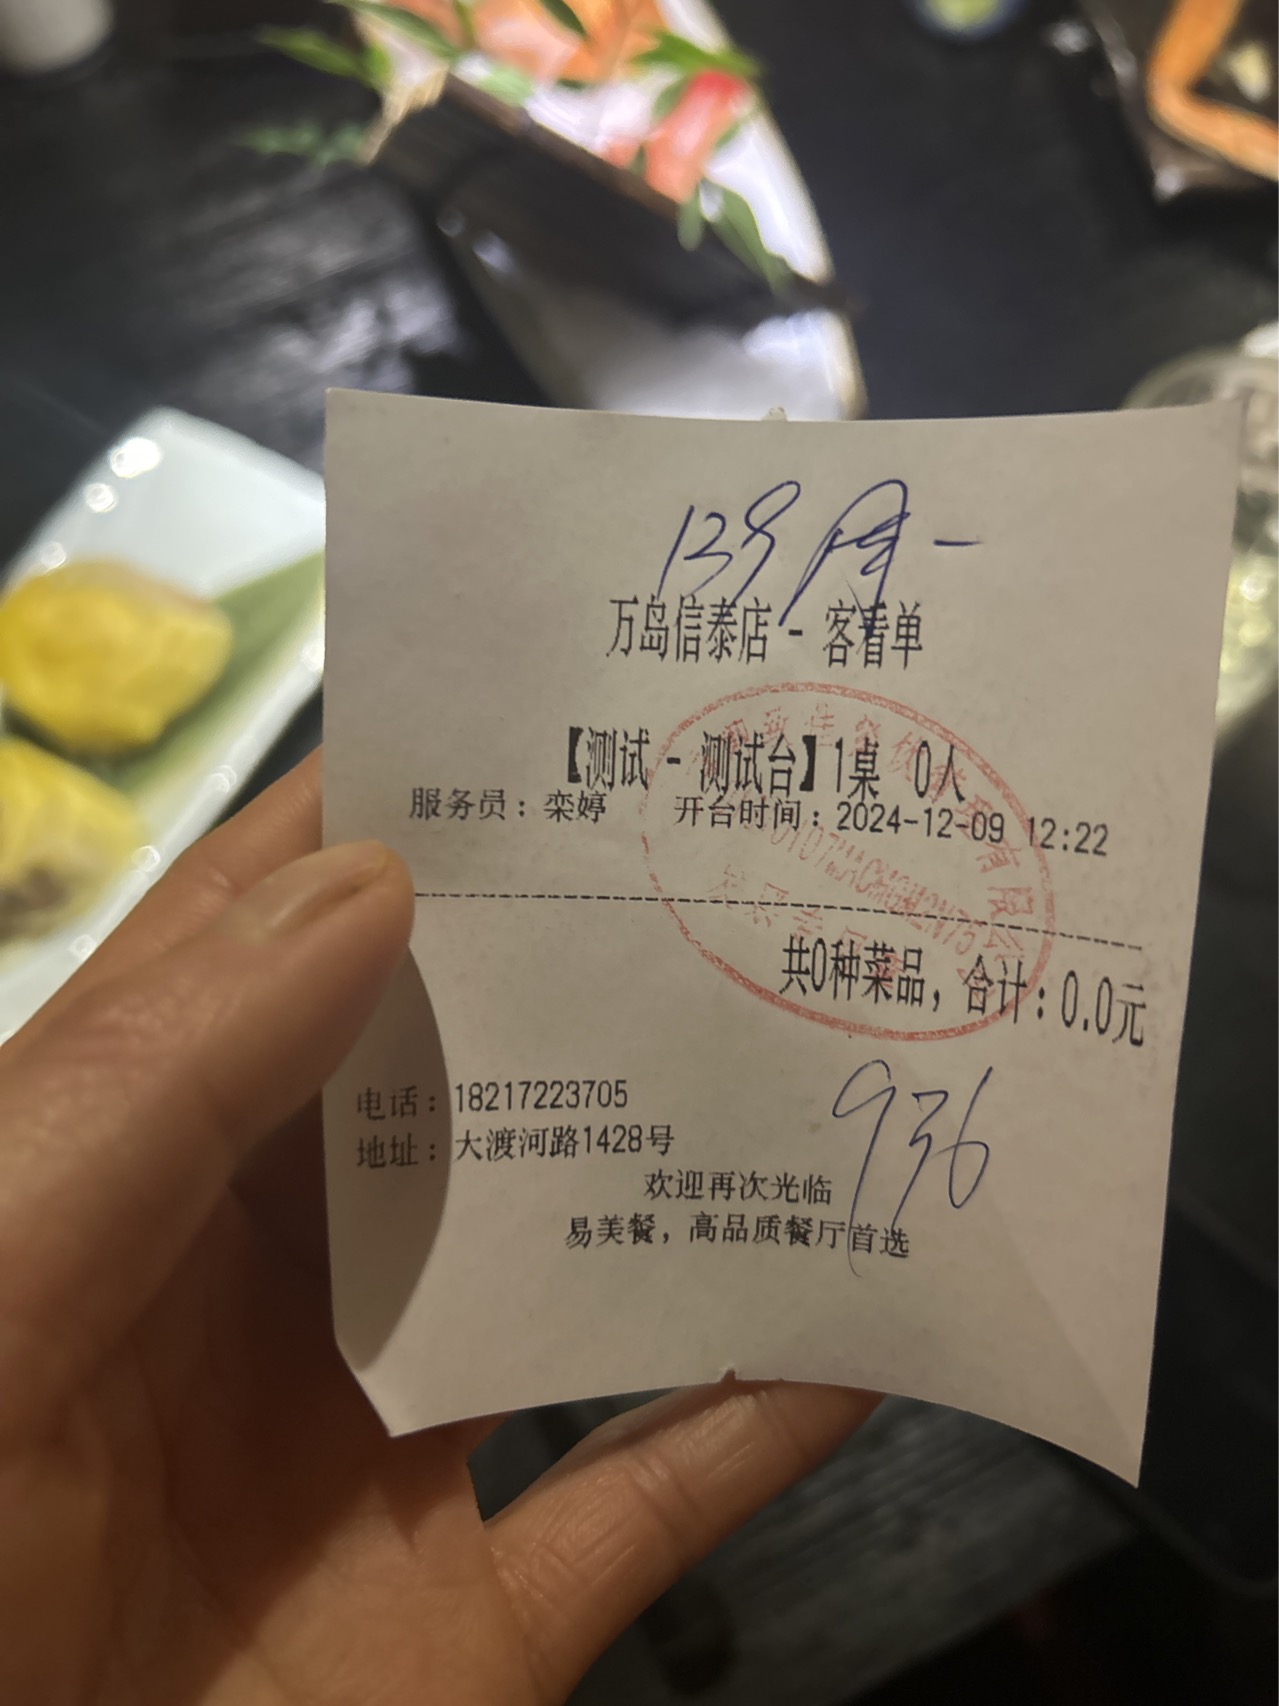 139 周一
万岛信泰店 - 客看单
【测试 - 测试台】1桌 0人
服务员：栾婷 开台时间：2024-12-09 12:22
共0种菜品，合计：0.0元
电话：18217223705
地址：大渡河路1428号
936
欢迎再次光临
易美餐，高品质餐厅首选